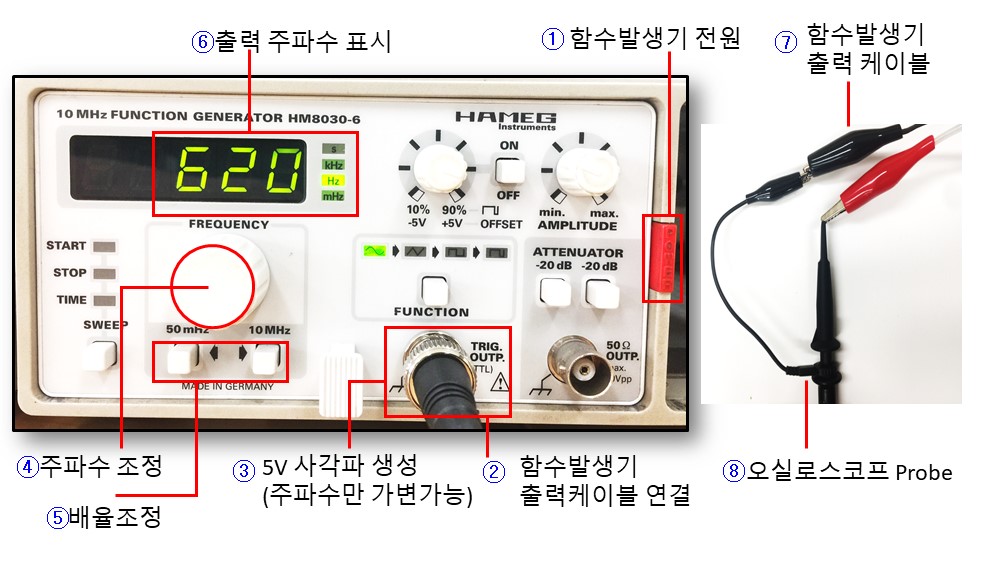 ⑥출력 주파수 표시
① 함수발생기 전원
⑦ 함수발생기
출력 케이블
10 MHz FUNCTION GENERATOR HM8030-6
HAMEG
Instruments
620
s
kHz
Hz
mHz
ON
OFF
10% 90%
-5V +5V OFFSET
min. max.
AMPLITUDE
FREQUENCY
START
STOP
TIME
SWEEP
50 mHz 10 MHz
MADE IN GERMANY
FUNCTION
ATTENUATOR
-20 dB -20 dB
TRIG.
OUTP.
TTL)
50Ω
OUTP.
Vpp
④주파수 조정
⑤배율조정
③ 5V 사각파 생성
(주파수만 가변가능)
② 함수발생기
출력케이블 연결
⑧오실로스코프 Probe